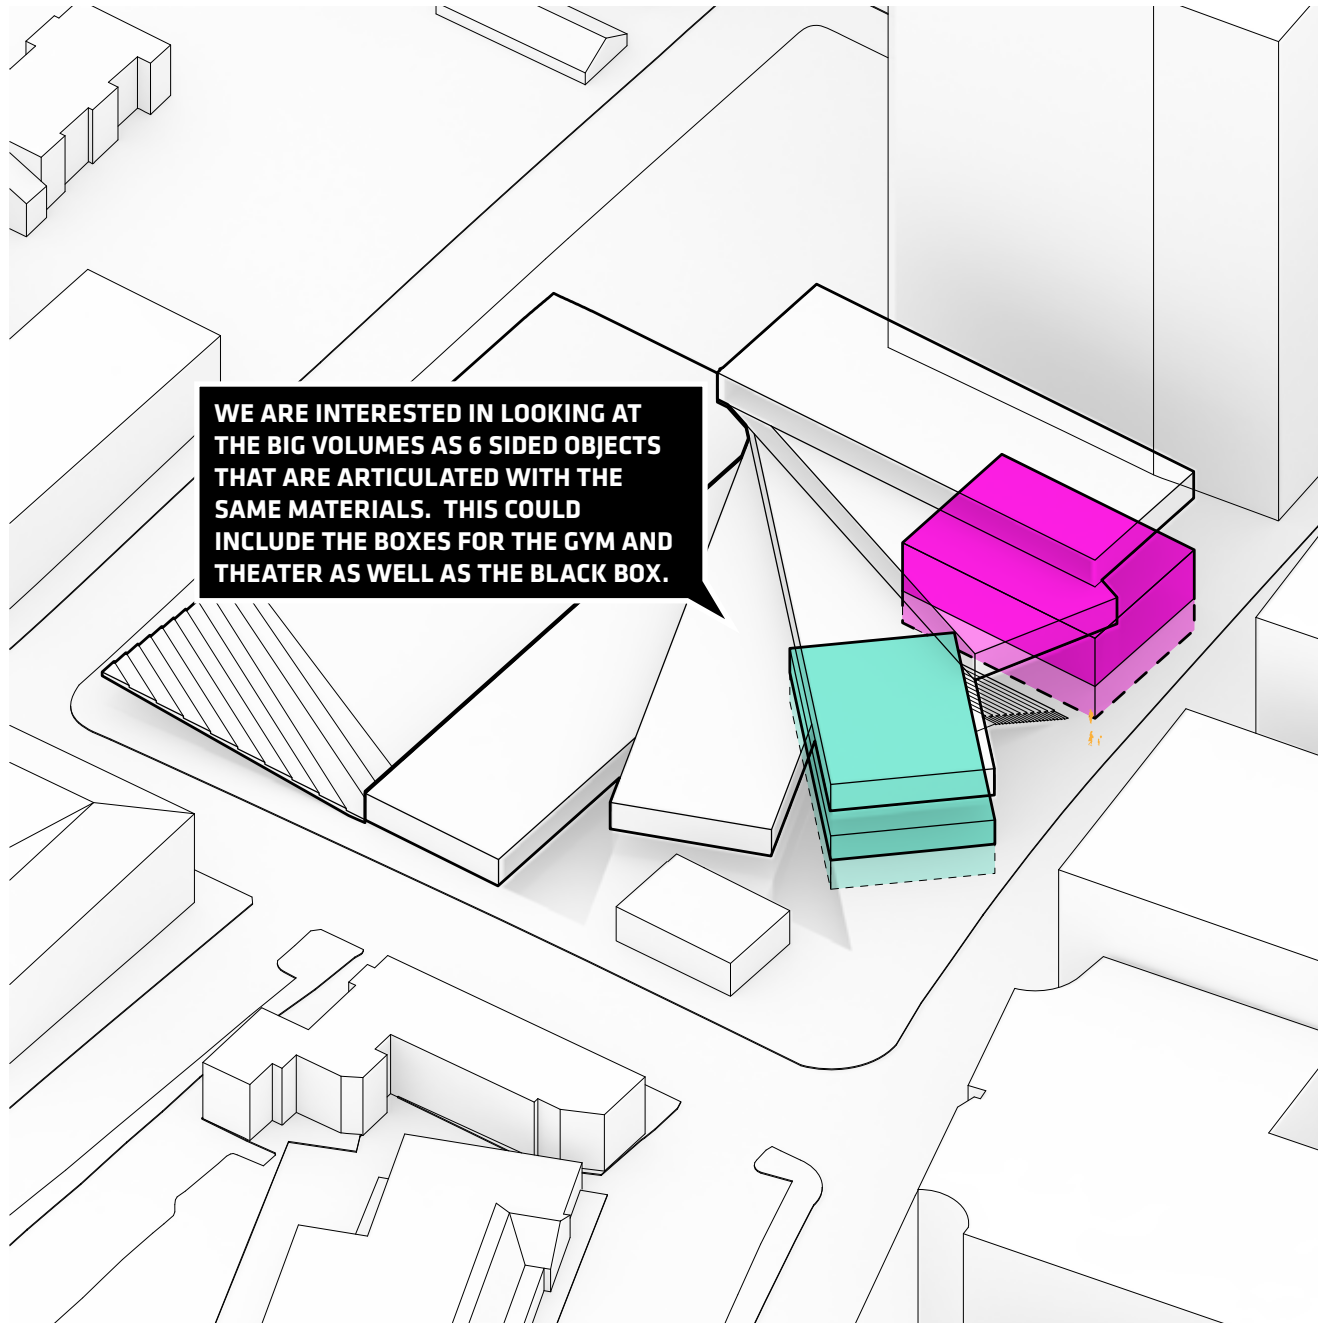 WE ARE INTERESTED IN LOOKING AT
THE BIG VOLUMES AS 6 SIDED OBJECTS
THAT ARE ARTICULATED WITH THE
SAME MATERIALS.  THIS COULD
INCLUDE THE BOXES FOR THE GYM AND
THEATER AS WELL AS THE BLACK BOX.